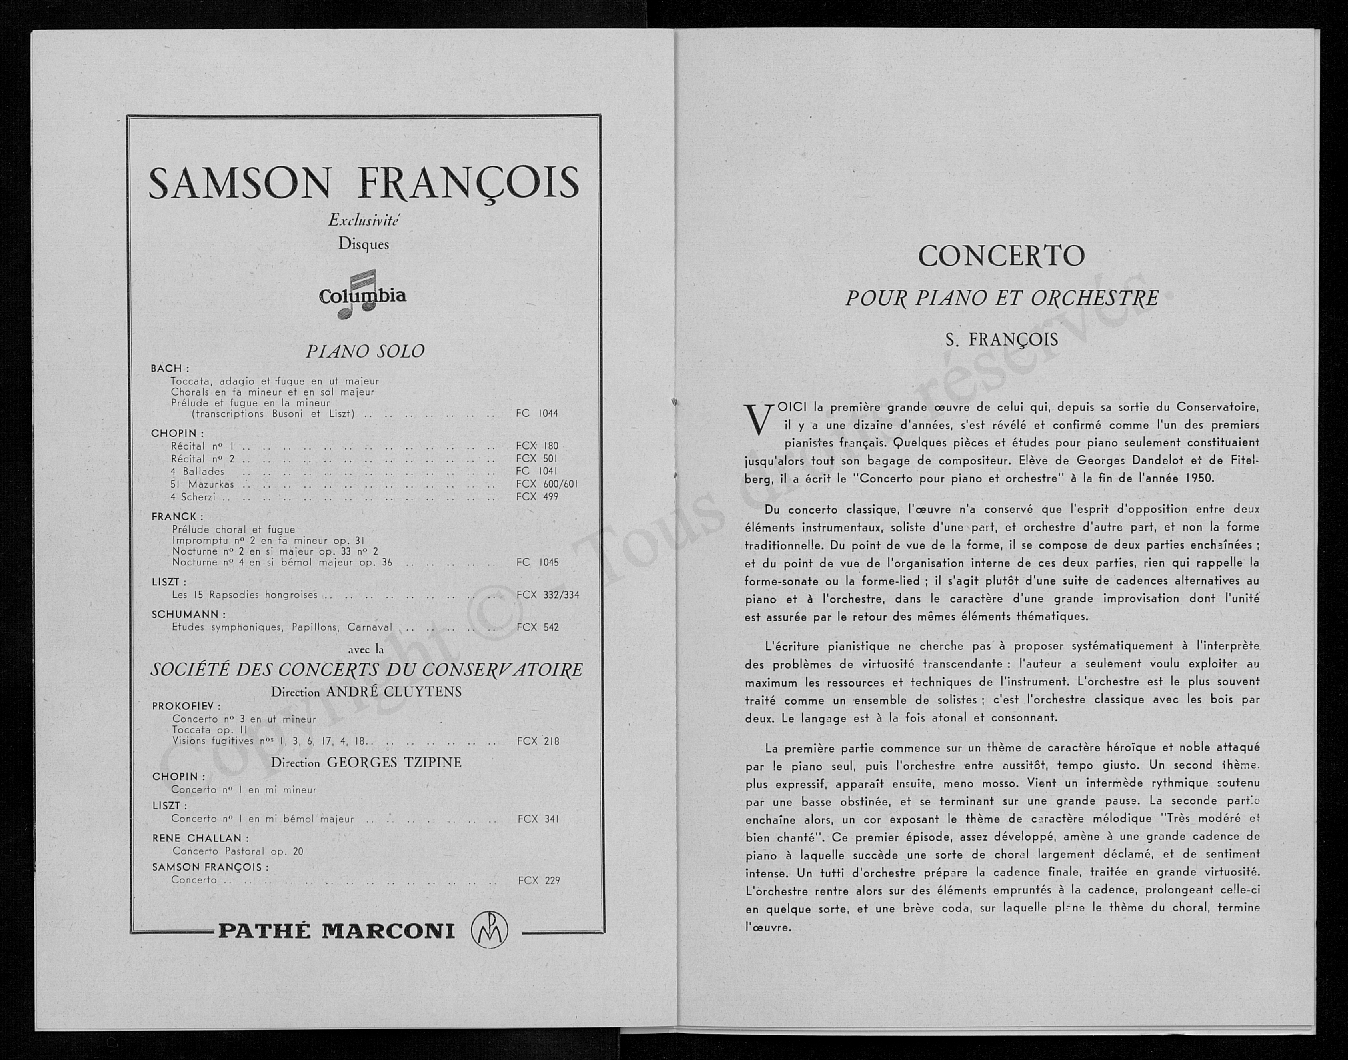 SAMSON FRANÇOIS
Exclusivité
Disques
Columbia
PIANO SOLO
BACH :
Toccata, adagio et fugue en ut majeur
Chorals en fa mineur et en sol majeur
Prélude et fugue en la mineur
(transcriptions Busoni et Liszt) .. .. .. .. .. .. .. FC 1044
CHOPIN :
Récital nº 1 .. .. .. .. .. .. .. .. .. FCX 180
Récital nº 2 .. .. .. .. .. .. .. .. .. FCX 501
4 Ballades .. .. .. .. .. .. .. .. .. FC 1041
51 Mazurkas .. .. .. .. .. .. .. .. .. FCX 600/601
4 Scherzi .. .. .. .. .. .. .. .. .. FCX 499
FRANCK :
Prélude choral et fugue
Impromptu nº 2 en fa mineur op. 31
Nocturne nº 2 en si majeur op. 33 nº 2
Nocturne nº 4 en si bémol majeur op. 36 .. .. .. .. .. FC 1045
LISZT :
Les 15 Rapsodies hongroises .. .. .. .. .. .. .. FCX 332/334
SCHUMANN :
Etudes symphoniques, Papillons, Carnaval .. .. .. .. FCX 542
avec la
SOCIÉTÉ DES CONCERTS DU CONSERVATOIRE
Direction ANDRÉ CLUYTENS
PROKOFIEV :
Concerto nº 3 en ut mineur
Toccata op. 11
Visions fugitives nos 1, 3, 6, 17, 4, 18.. .. .. .. .. .. FCX 218
Direction GEORGES TZIPINE
CHOPIN :
Concerto nº 1 en mi mineur
LISZT :
Concerto nº 1 en mi bémol majeur .. .. .. .. .. .. FCX 341
RENE CHALLAN :
Concerto Pastoral op. 20
SAMSON FRANÇOIS :
Concerto .. .. .. .. .. .. .. .. .. .. FCX 229
PATHÉ MARCONI PM
CONCERTO
POUR PIANO ET ORCHESTRE
S. FRANÇOIS
VOICI la première grande œuvre de celui qui, depuis sa sortie du Conservatoire,
il y a une dizaine d'années, s'est révélé et confirmé comme l'un des premiers
pianistes français. Quelques pièces et études pour piano seulement constituaient
jusqu'alors tout son bagage de compositeur. Elève de Georges Dandelot et de Fitel-
berg, il a écrit le "Concerto pour piano et orchestre" à la fin de l'année 1950.
Du concerto classique, l'œuvre n'a conservé que l'esprit d'opposition entre deux
éléments instrumentaux, soliste d'une part, et orchestre d'autre part, et non la forme
traditionnelle. Du point de vue de la forme, il se compose de deux parties enchaînées ;
et du point de vue de l'organisation interne de ces deux parties, rien qui rappelle la
forme-sonate ou la forme-lied ; il s'agit plutôt d'une suite de cadences alternatives au
piano et à l'orchestre, dans le caractère d'une grande improvisation dont l'unité
est assurée par le retour des mêmes éléments thématiques.
L'écriture pianistique ne cherche pas à proposer systématiquement à l'interprète
des problèmes de virtuosité transcendante : l'auteur a seulement voulu exploiter au
maximum les ressources et techniques de l'instrument. L'orchestre est le plus souvent
traité comme un ensemble de solistes ; c'est l'orchestre classique avec les bois par
deux. Le langage est à la fois atonal et consonnant.
La première partie commence sur un thème de caractère héroïque et noble attaqué
par le piano seul, puis l'orchestre entre aussitôt, tempo giusto. Un second thème,
plus expressif, apparaît ensuite, meno mosso. Vient un intermède rythmique soutenu
par une basse obstinée, et se terminant sur une grande pause. La seconde partie
enchaîne alors, un cor exposant le thème de caractère mélodique "Très modéré et
bien chanté". Ce premier épisode, assez développé, amène à une grande cadence de
piano à laquelle succède une sorte de choral largement déclamé, et de sentiment
intense. Un tutti d'orchestre prépare la cadence finale, traitée en grande virtuosité.
L'orchestre rentre alors sur des éléments empruntés à la cadence, prolongeant celle-ci
en quelque sorte, et une brève coda, sur laquelle plane le thème du choral, termine
l'œuvre.
Copyright © - Tous droits réservés.